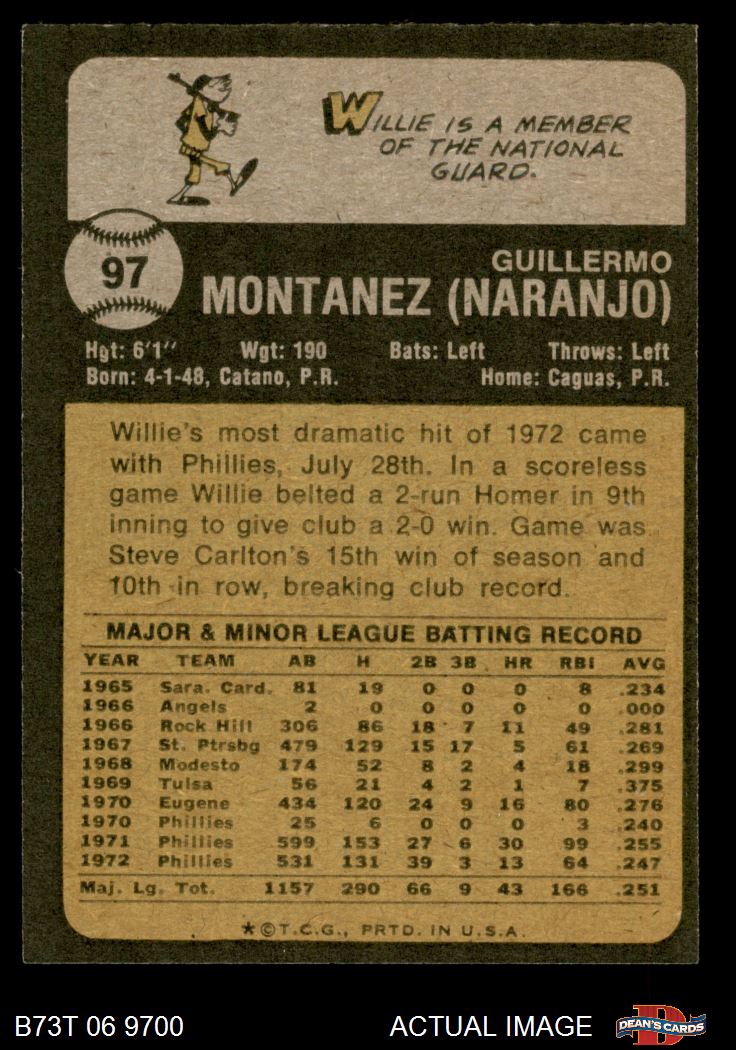 WILLIE IS A MEMBER
OF THE NATIONAL
GUARD.
97
GUILLERMO
MONTANEZ (NARANJO)
Hgt: 6'1'' Wgt: 190 Bats: Left Throws: Left
Born: 4-1-48, Catano, P.R. Home: Caguas, P.R.
Willie's most dramatic hit of 1972 came
with Phillies, July 28th. In a scoreless
game Willie belted a 2-run Homer in 9th
inning to give club a 2-0 win. Game was
Steve Carlton's 15th win of season and
10th in row, breaking club record.
MAJOR & MINOR LEAGUE BATTING RECORD
YEAR TEAM AB H 2B 3B HR RBI AVG
1965 Sara. Card. 81 19 0 0 0 8 .234
1966 Angels 2 0 0 0 0 0 .000
1966 Rock Hill 306 86 18 7 11 49 .281
1967 St. Ptrsbg 479 129 15 17 5 61 .269
1968 Modesto 174 52 8 2 4 18 .299
1969 Tulsa 56 21 4 2 1 7 .375
1970 Eugene 434 120 24 9 16 80 .276
1970 Phillies 25 6 0 0 0 3 .240
1971 Phillies 599 153 27 6 30 99 .255
1972 Phillies 531 131 39 3 13 64 .247
Maj. Lg. Tot. 1157 290 66 9 43 166 .251
*©T.C.G., PRTD. IN U.S.A.
B73T 06 9700 ACTUAL IMAGE D DEAN'S CARDS